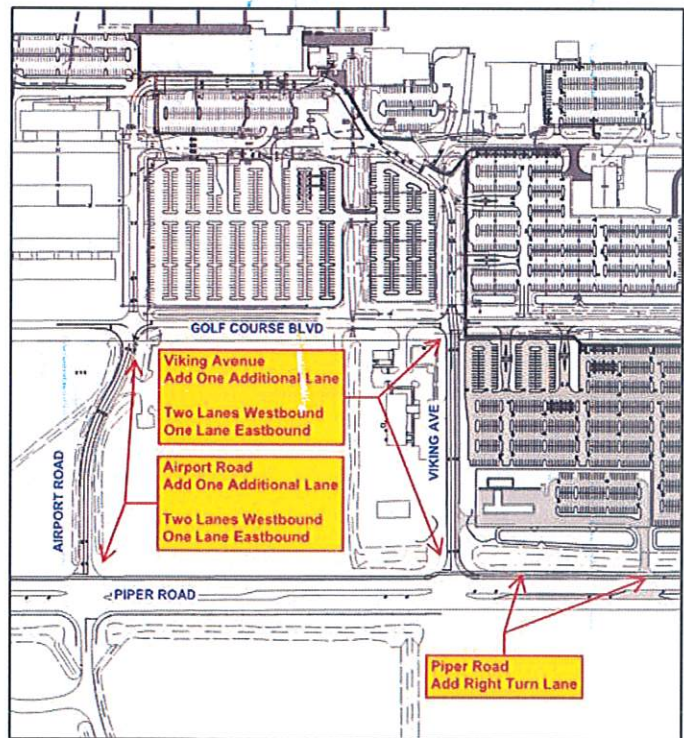 GOLF COURSE BLVD
Viking Avenue
Add One Additional Lane
Two Lanes Westbound
One Lane Eastbound
VIKING AVE
AIRPORT ROAD
Airport Road
Add One Additional Lane
Two Lanes Westbound
One Lane Eastbound
PIPER ROAD
Piper Road
Add Right Turn Lane